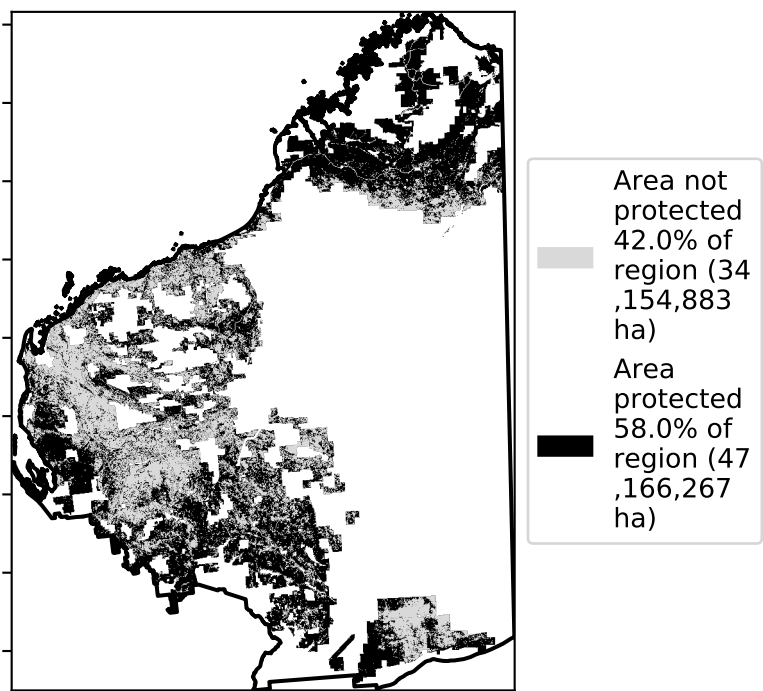 Area not
protected
42.0% of
region (34
,154,883
ha)
Area
protected
58.0% of
region (47
,166,267
ha)